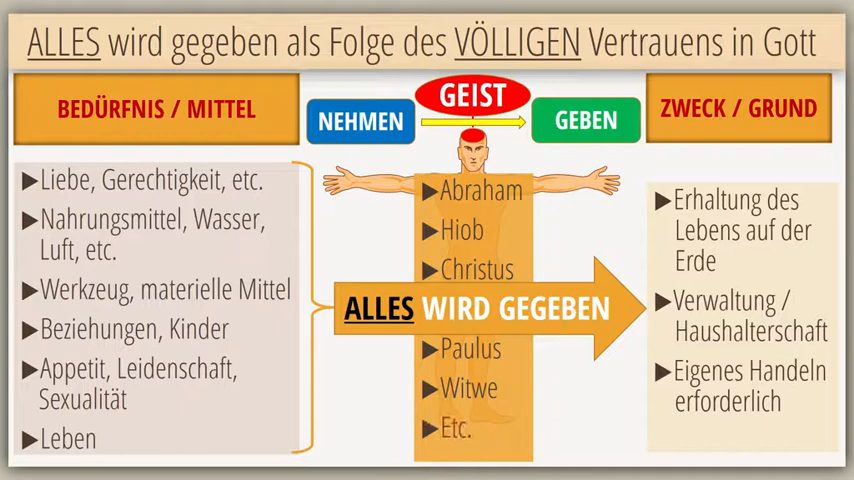 ALLES wird gegeben als Folge des VÖLLIGEN Vertrauens in Gott
BEDÜRFNIS / MITTEL
NEHMEN
GEIST
GEBEN
ZWECK / GRUND
▶Liebe, Gerechtigkeit, etc.
▶Nahrungsmittel, Wasser,
Luft, etc.
▶Werkzeug, materielle Mittel
▶Beziehungen, Kinder
▶Appetit, Leidenschaft,
Sexualität
▶Leben
▶Abraham
▶Hiob
▶Christus
ALLES WIRD GEGEBEN
▶Paulus
▶Witwe
▶Etc.
▶Erhaltung des
Lebens auf der
Erde
▶Verwaltung /
Haushalterschaft
▶Eigenes Handeln
erforderlich